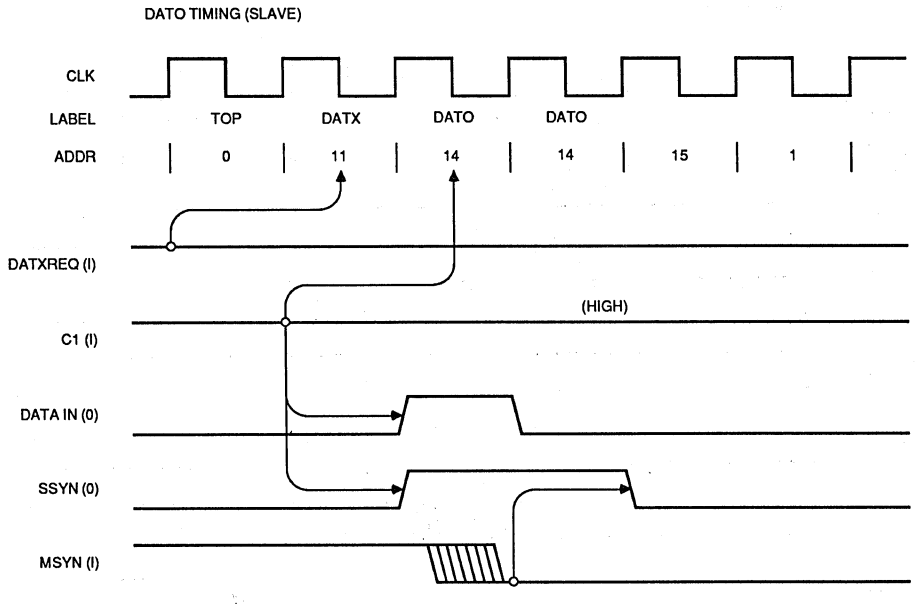 DATO TIMING (SLAVE)
CLK
LABEL TOP DATX DATO DATO
ADDR 0 11 14 14 15 1
DATXREQ (I)
(HIGH)
C1 (I)
DATA IN (0)
SSYN (0)
MSYN (I)